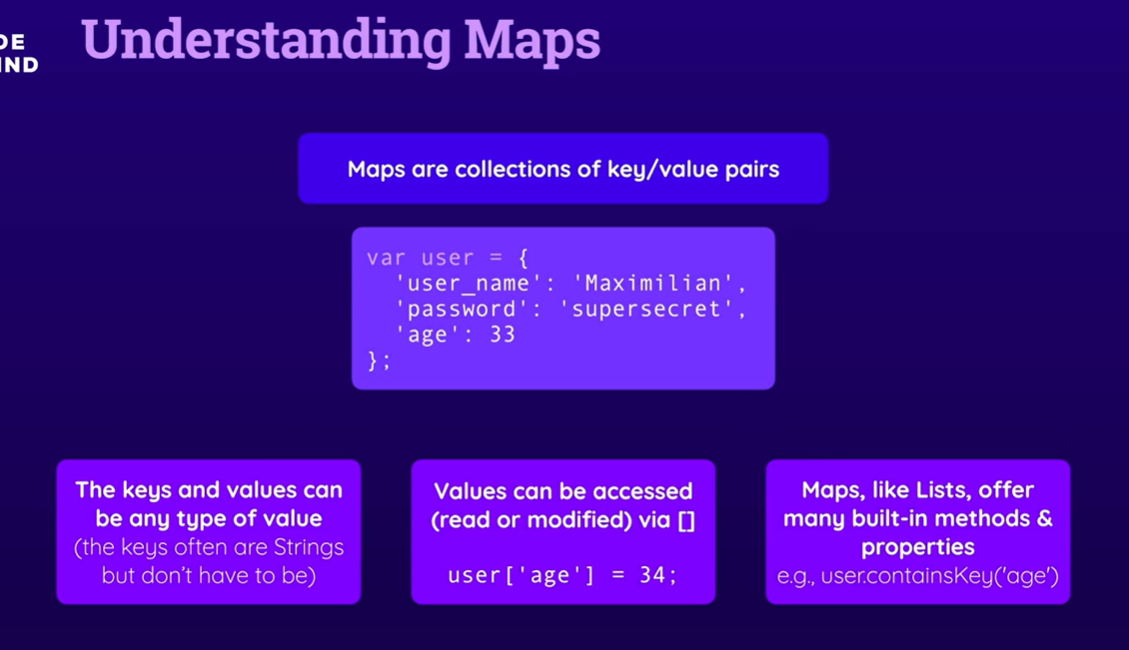 DE
IND
Understanding Maps
Maps are collections of key/value pairs
var user = {
  'user_name': 'Maximilian',
  'password': 'supersecret',
  'age': 33
};
The keys and values can
be any type of value
(the keys often are Strings
but don't have to be)
Values can be accessed
(read or modified) via []
user['age'] = 34;
Maps, like Lists, offer
many built-in methods &
properties
e.g., user.containsKey('age')